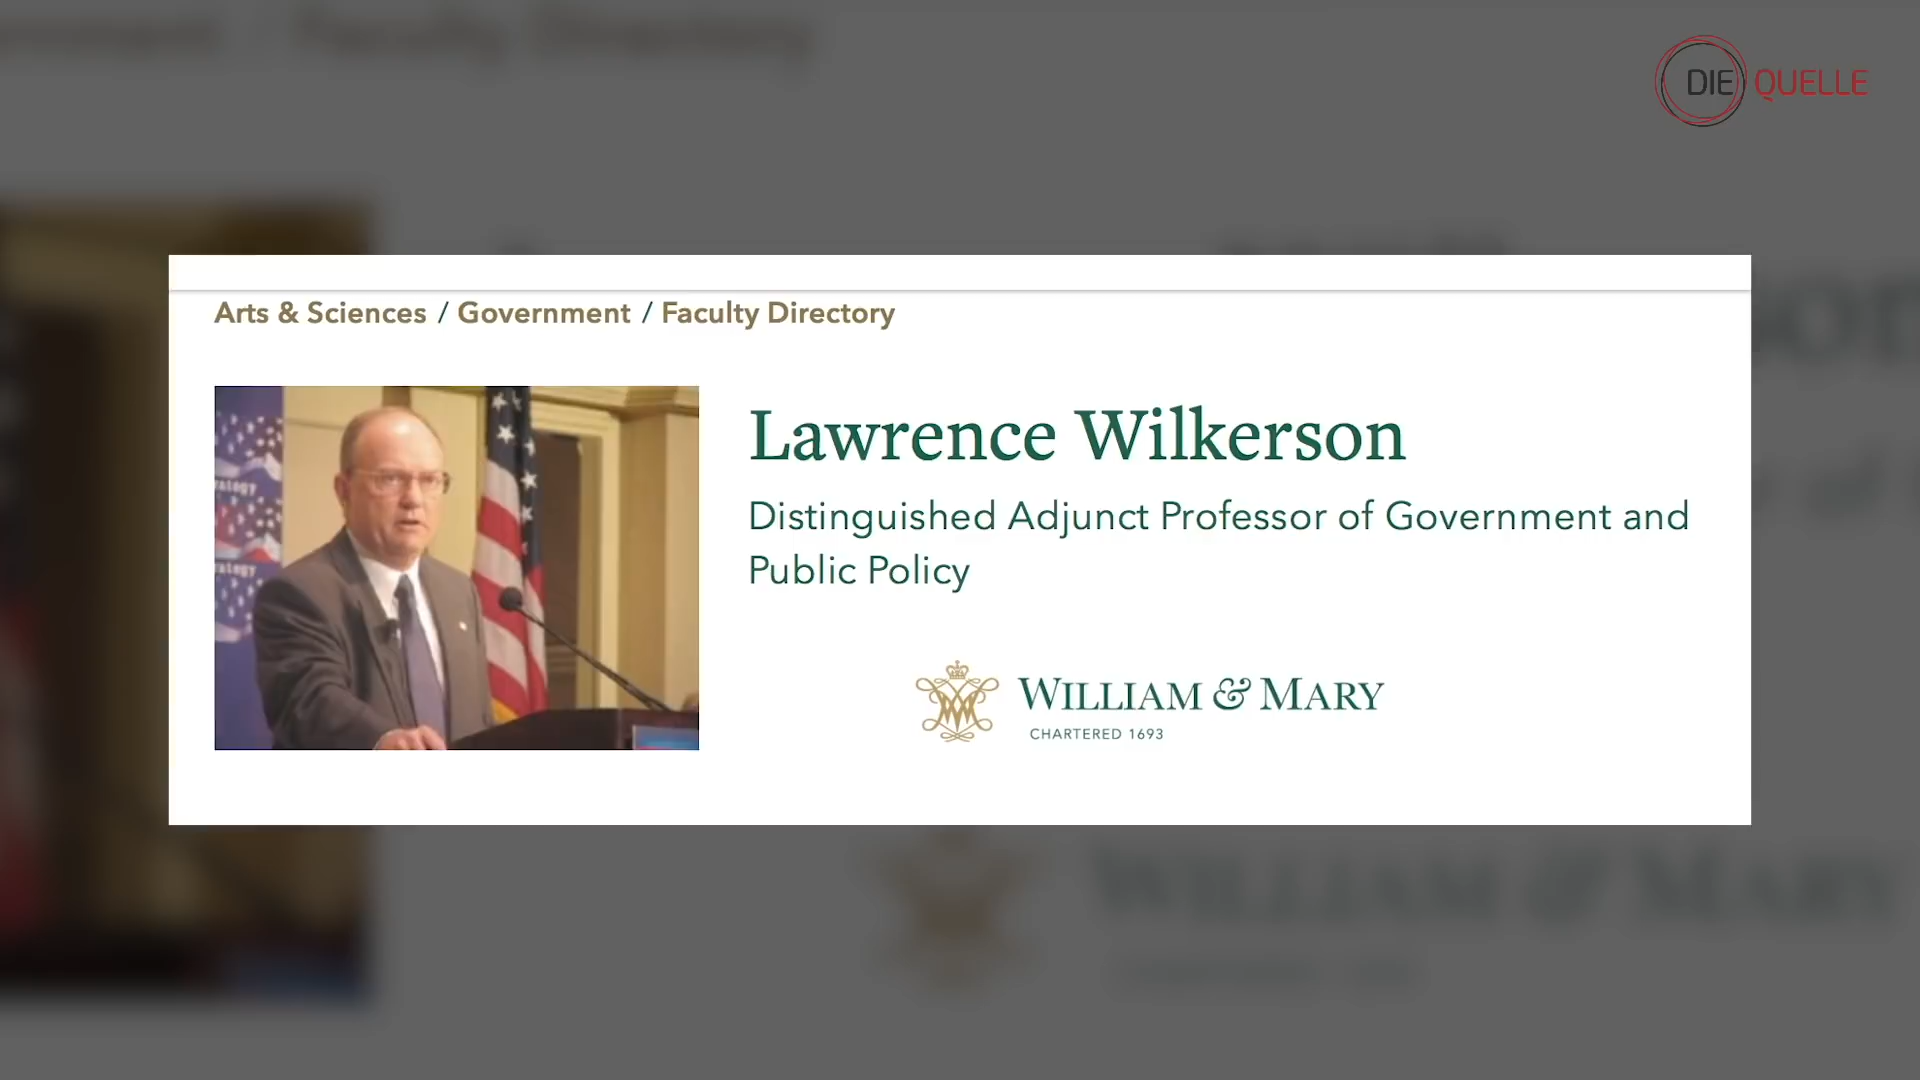 DIE QUELLE
Arts & Sciences / Government / Faculty Directory
Lawrence Wilkerson
Distinguished Adjunct Professor of Government and
Public Policy
WILLIAM & MARY
CHARTERED 1693